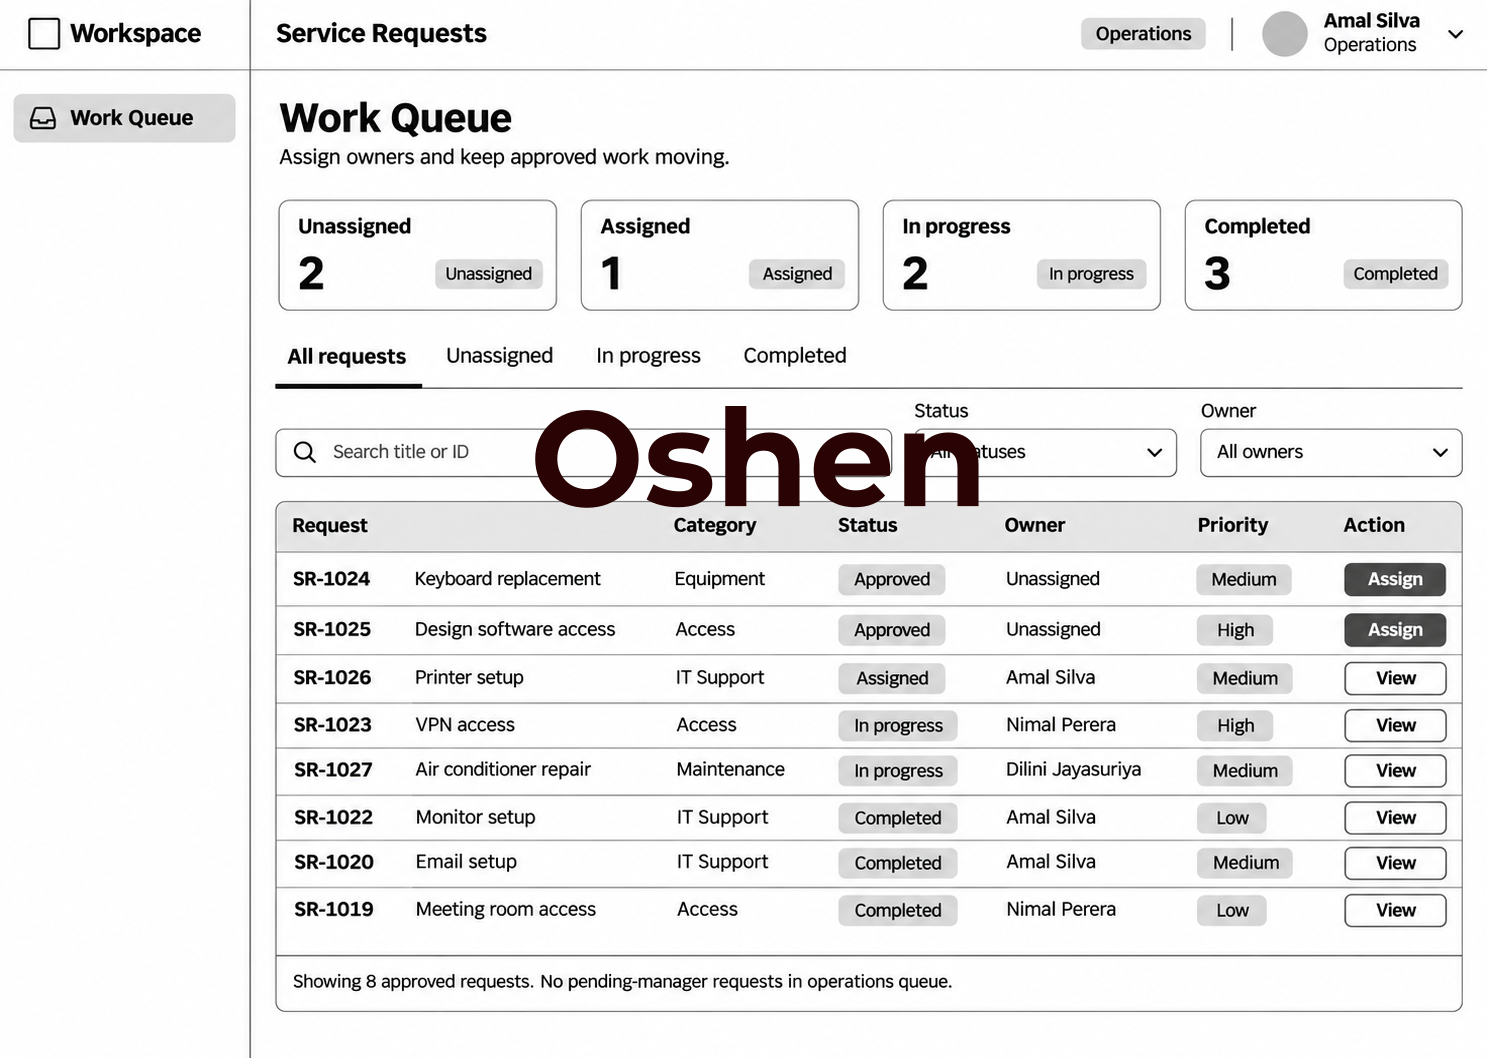 Workspace
Service Requests
Operations
Amal Silva
Operations
Work Queue
Work Queue
Assign owners and keep approved work moving.
Unassigned
2 Unassigned
Assigned
1 Assigned
In progress
2 In progress
Completed
3 Completed
All requests Unassigned In progress Completed
Status Owner
Search title or ID
All owners
Oshen
Request Category Status Owner Priority Action
SR-1024 Keyboard replacement Equipment Approved Unassigned Medium Assign
SR-1025 Design software access Access Approved Unassigned High Assign
SR-1026 Printer setup IT Support Assigned Amal Silva Medium View
SR-1023 VPN access Access In progress Nimal Perera High View
SR-1027 Air conditioner repair Maintenance In progress Dilini Jayasuriya Medium View
SR-1022 Monitor setup IT Support Completed Amal Silva Low View
SR-1020 Email setup IT Support Completed Amal Silva Medium View
SR-1019 Meeting room access Access Completed Nimal Perera Low View
Showing 8 approved requests. No pending-manager requests in operations queue.